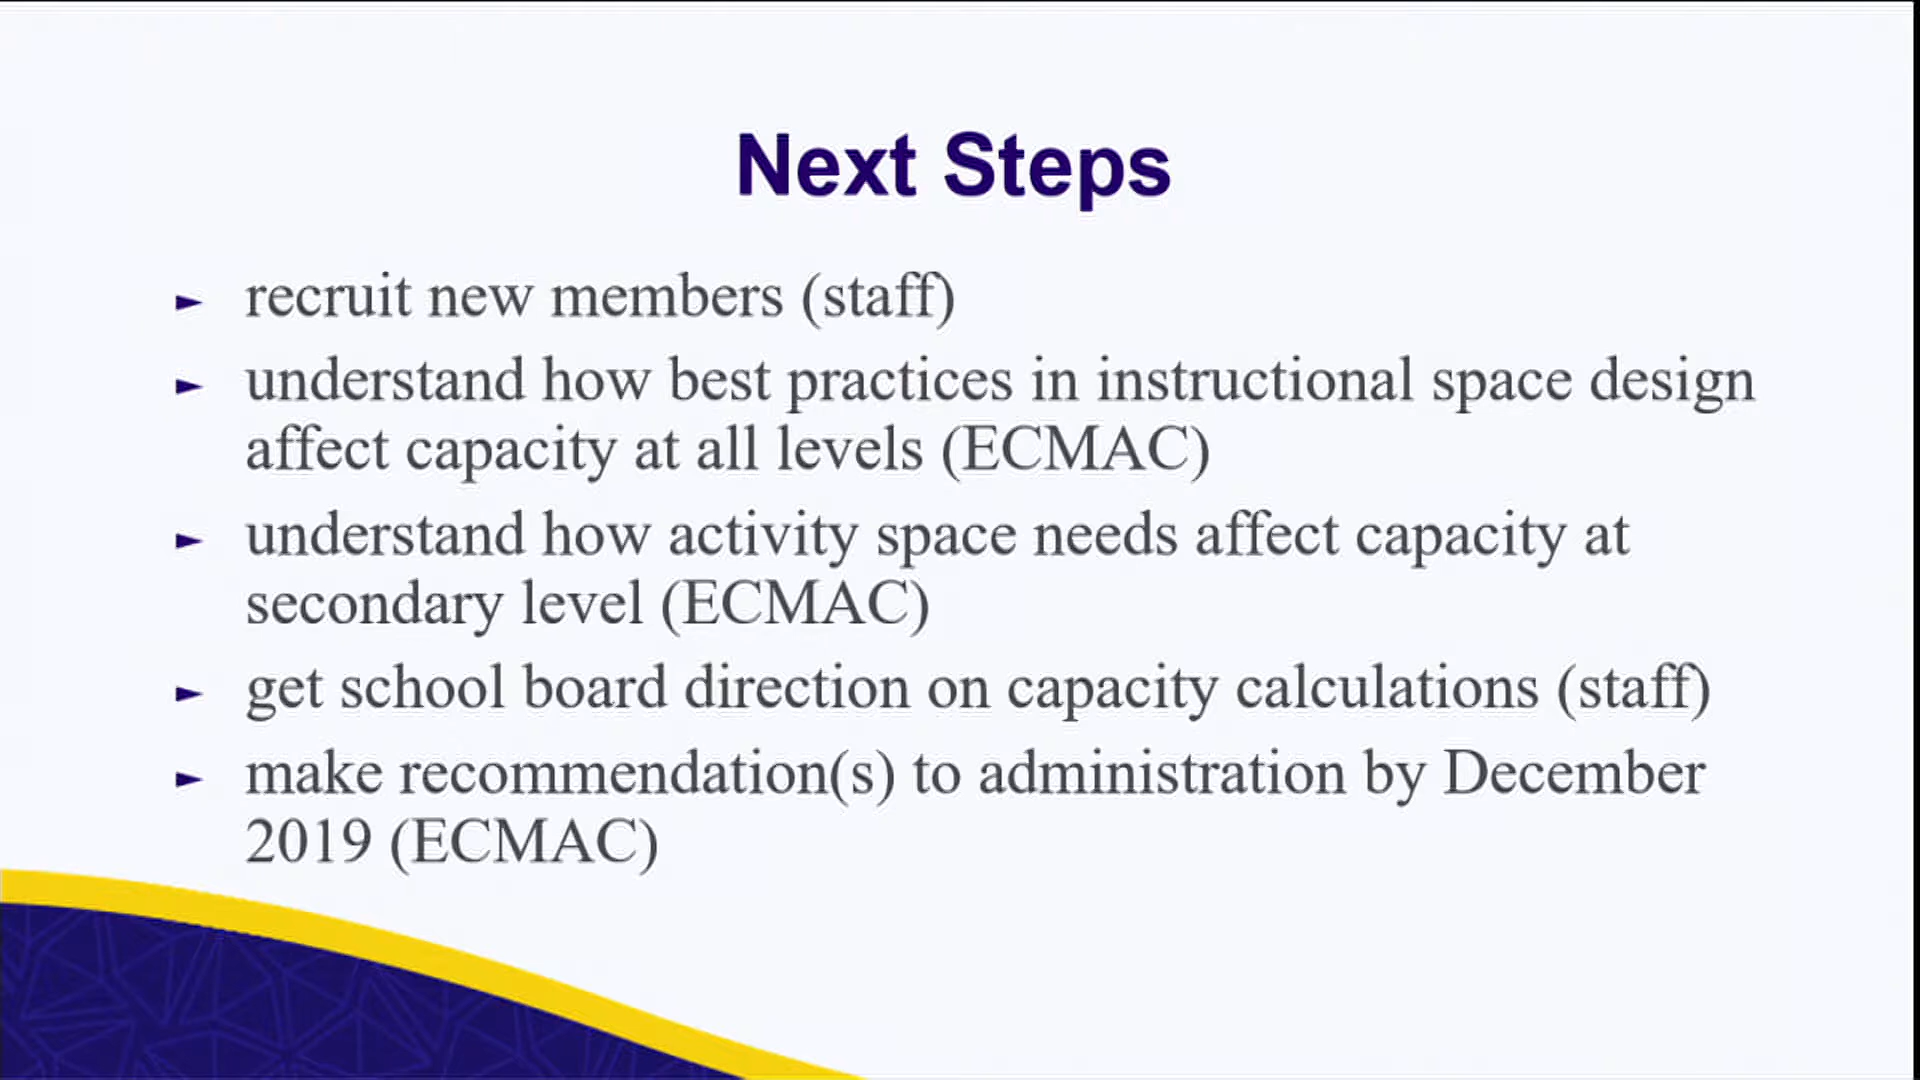 Next Steps
► recruit new members (staff)
► understand how best practices in instructional space design
affect capacity at all levels (ECMAC)
► understand how activity space needs affect capacity at
secondary level (ECMAC)
► get school board direction on capacity calculations (staff)
► make recommendation(s) to administration by December
2019 (ECMAC)